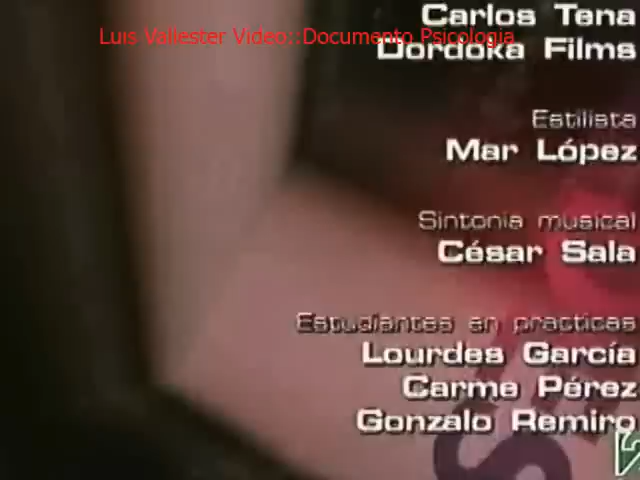 Carlos Tena
Luis Vallester Video::Documento Psicologia
Dordoka Films
Estilista
Mar López
Sintonia musical
César Sala
Estudiantes en practicas
Lourdes García
Carme Pérez
Gonzalo Remiro